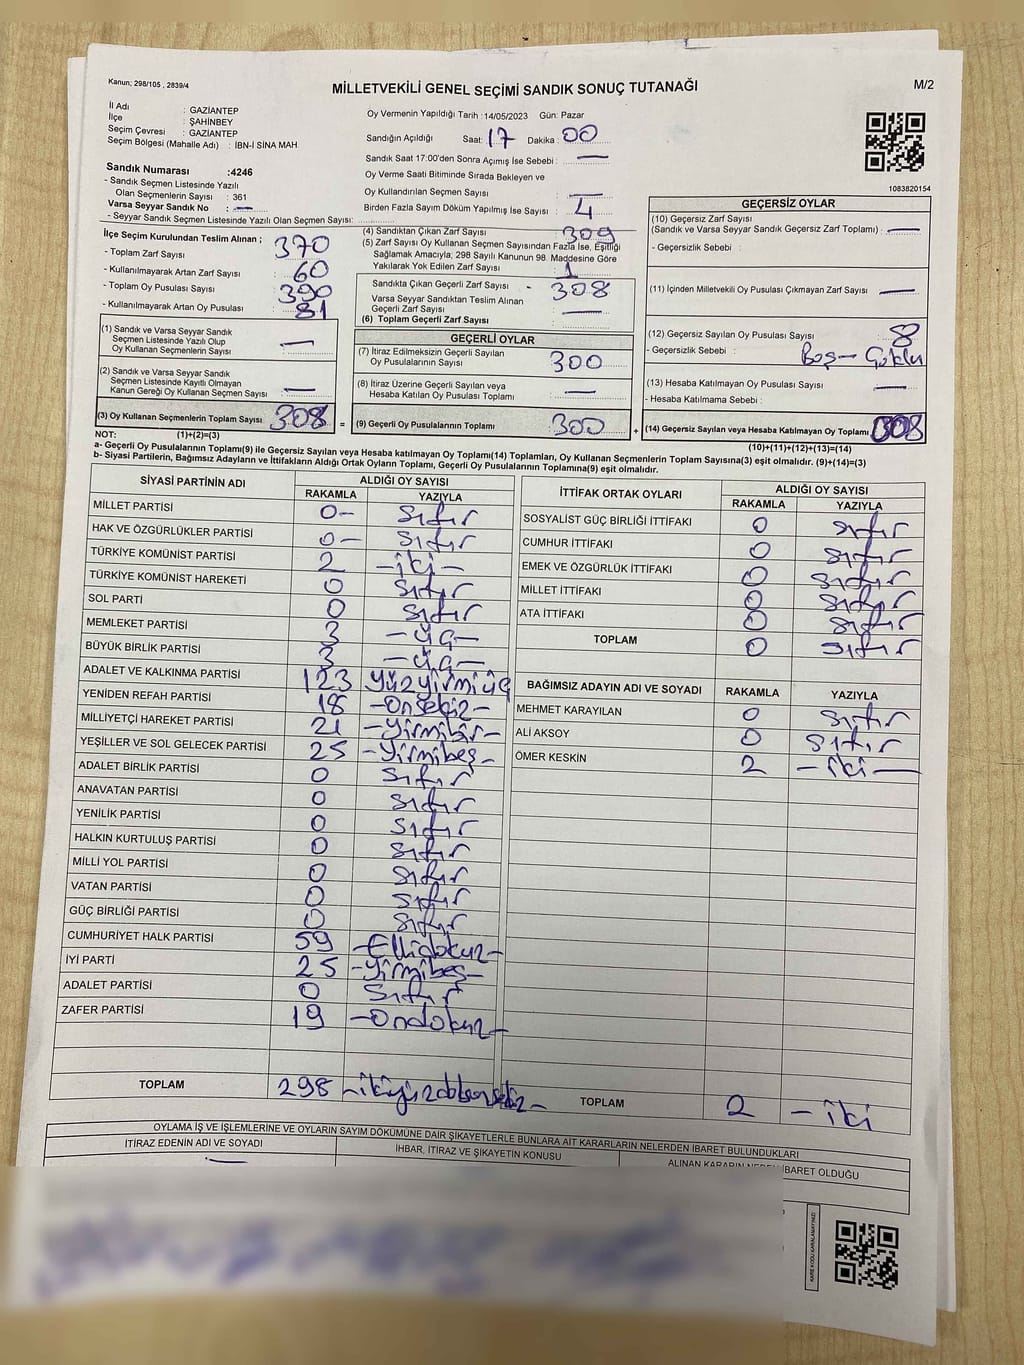 Kanun; 298/105 , 2839/4
MİLLETVEKİLİ GENEL SEÇİMİ SANDIK SONUÇ TUTANAĞI
M/2
İl Adı : GAZİANTEP
İlçe : ŞAHİNBEY
Seçim Çevresi : GAZİANTEP
Seçim Bölgesi (Mahalle Adı) : İBN-İ SİNA MAH.
Oy Vermenin Yapıldığı Tarih : 14/05/2023 Gün: Pazar
Sandığın Açıldığı Saat: 17 Dakika : 00
Sandık Saat 17:00'den Sonra Açımış İse Sebebi : —
Oy Verme Saati Bitiminde Sırada Bekleyen ve
Oy Kullandırılan Seçmen Sayısı —
Birden Fazla Sayım Döküm Yapılmış İse Sayısı :
1083820154
Sandık Numarası :4246
- Sandık Seçmen Listesinde Yazılı
Olan Seçmenlerin Sayısı : 361
Varsa Seyyar Sandık No : —
- Seyyar Sandık Seçmen Listesinde Yazılı Olan Seçmen Sayısı:
İlçe Seçim Kurulundan Teslim Alınan ;
- Toplam Zarf Sayısı : 370
- Kullanılmayarak Artan Zarf Sayısı : 60
- Toplam Oy Pusulası Sayısı : 390
- Kullanılmayarak Artan Oy Pusulası : 81
(1) Sandık ve Varsa Seyyar Sandık
Seçmen Listesinde Yazılı Olup
Oy Kullanan Seçmenlerin Sayısı : —
(2) Sandık ve Varsa Seyyar Sandık
Seçmen Listesinde Kayıtlı Olmayan
Kanun Gereği Oy Kullanan Seçmen Sayısı : —
(3) Oy Kullanan Seçmenlerin Toplam Sayısı 308
(4) Sandıktan Çıkan Zarf Sayısı : 309
(5) Zarf Sayısı Oy Kullanan Seçmen Sayısından Fazla İse, Eşitliği
Sağlamak Amacıyla, 298 Sayılı Kanunun 98. Maddesine Göre
Yakılarak Yok Edilen Zarf Sayısı : 1
Sandıkta Çıkan Geçerli Zarf Sayısı - 308
Varsa Seyyar Sandıktan Teslim Alınan
Geçerli Zarf Sayısı : —
(6) Toplam Geçerli Zarf Sayısı :
GEÇERLİ OYLAR
(7) İtiraz Edilmeksizin Geçerli Sayılan
Oy Pusulalarının Sayısı : 300
(8) İtiraz Üzerine Geçerli Sayılan veya
Hesaba Katılan Oy Pusulası Toplamı : —
= (9) Geçerli Oy Pusulalarının Toplamı : 300
GEÇERSİZ OYLAR
(10) Geçersiz Zarf Sayısı
(Sandık ve Varsa Seyyar Sandık Geçersiz Zarf Toplamı) : —
- Geçersizlik Sebebi :
(11) İçinden Milletvekili Oy Pusulası Çıkmayan Zarf Sayısı —
(12) Geçersiz Sayılan Oy Pusulası Sayısı : 8
- Geçersizlik Sebebi : Boş — Çoklu
(13) Hesaba Katılmayan Oy Pusulası Sayısı : —
- Hesaba Katılmama Sebebi :
+ (14) Geçersiz Sayılan veya Hesaba Katılmayan Oy Toplamı
NOT: (1)+(2)=(3)
(10)+(11)+(12)+(13)=(14)
a- Geçerli Oy Pusulaların Toplamı(9) ile Geçersiz Sayılan veya Hesaba katılmayan Oy Toplamı(14) Toplamları, Oy Kullanan Seçmenlerin Toplam Sayısına(3) eşit olmalıdır. (9)+(14)=(3)
b- Siyasi Partilerin, Bağımsız Adayların ve İttifakların Aldığı Ortak Oyların Toplamı, Geçerli Oy Pusulalarının Toplamına(9) eşit olmalıdır.
SİYASİ PARTİNİN ADI ALDIĞI OY SAYISI
RAKAMLA YAZIYLA
MİLLET PARTİSİ 0 — sıfır
HAK VE ÖZGÜRLÜKLER PARTİSİ 0 — sıfır
TÜRKİYE KOMÜNİST PARTİSİ 2 — iki —
TÜRKİYE KOMÜNİST HAREKETİ 0 sıfır
SOL PARTİ 0 sıfır
MEMLEKET PARTİSİ 3 — üç —
BÜYÜK BİRLİK PARTİSİ 3 — üç —
ADALET VE KALKINMA PARTİSİ 123 yüzyirmiüç
YENİDEN REFAH PARTİSİ 18 — onsekiz —
MİLLİYETÇİ HAREKET PARTİSİ 21 — yirmibir —
YEŞİLLER VE SOL GELECEK PARTİSİ 25 — yirmibeş —
ADALET BİRLİK PARTİSİ 0 sıfır
ANAVATAN PARTİSİ 0 sıfır
YENİLİK PARTİSİ 0 sıfır
HALKIN KURTULUŞ PARTİSİ 0 sıfır
MİLLİ YOL PARTİSİ 0 sıfır
VATAN PARTİSİ 0 sıfır
GÜÇ BİRLİĞİ PARTİSİ 0 sıfır
CUMHURİYET HALK PARTİSİ 59 — Ellidokuz —
İYİ PARTİ 25 — yirmibeş —
ADALET PARTİSİ 0 sıfır
ZAFER PARTİSİ 19 — Ondokuz —
TOPLAM 298
İTTİFAK ORTAK OYLARI ALDIĞI OY SAYISI
RAKAMLA YAZIYLA
SOSYALİST GÜÇ BİRLİĞİ İTTİFAKI 0 sıfır
CUMHUR İTTİFAKI 0 sıfır
EMEK VE ÖZGÜRLÜK İTTİFAKI 0 sıfır
MİLLET İTTİFAKI 0 sıfır
ATA İTTİFAKI 0 sıfır
TOPLAM 0 sıfır
BAĞIMSIZ ADAYIN ADI VE SOYADI RAKAMLA YAZIYLA
MEHMET KARAYILAN 0 sıfır
ALİ AKSOY 0 sıfır
ÖMER KESKİN 2 — iki —
TOPLAM 2 — iki
OYLAMA İŞ VE İŞLEMLERİNE VE OYLARIN SAYIM DÖKÜMÜNE DAİR ŞİKAYETLERLE BUNLARA AİT KARARLARIN NELERDEN İBARET BULUNDUKLARI
İTİRAZ EDENİN ADI VE SOYADI İHBAR, İTİRAZ VE ŞİKAYETİN KONUSU ALINAN KARARIN NEDEN İBARET OLDUĞU